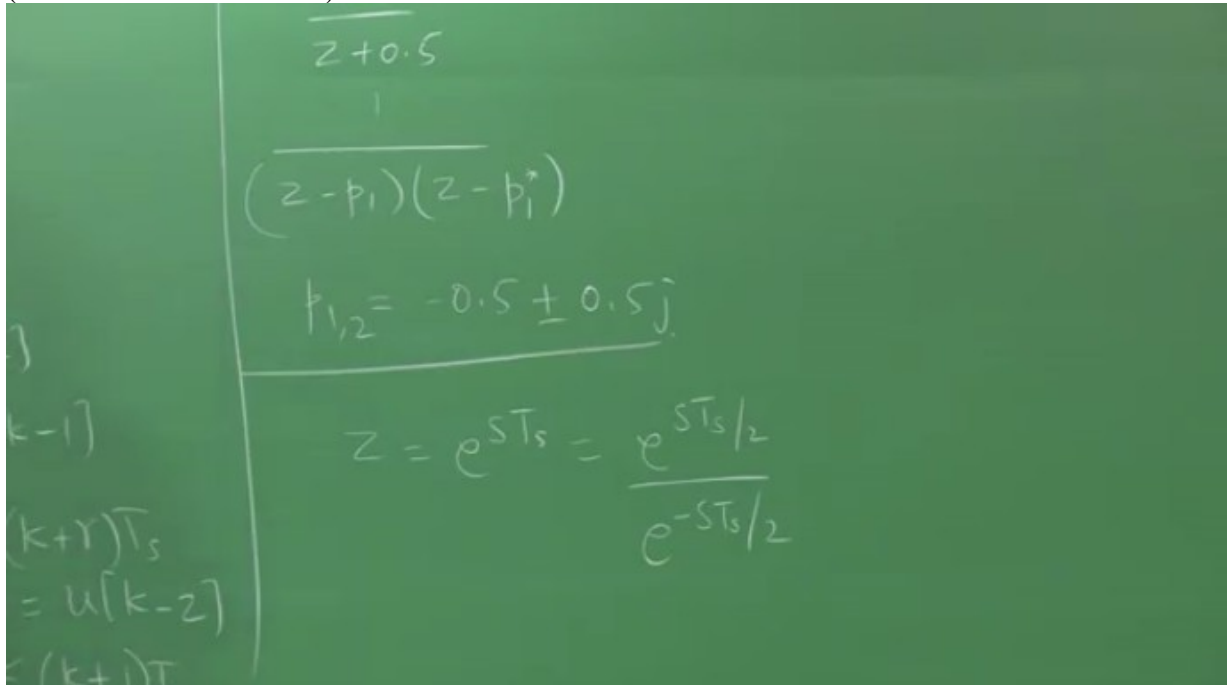 z+0.5
1
(z-p₁)(z-p₁*)
p₁,₂ = -0.5 ± 0.5j
z = e^{sTₛ} = e^{sTₛ/2} / e^{-sTₛ/2}
]
k-1]
(k+γ)Tₛ
= u[k-2]
(k+1)T